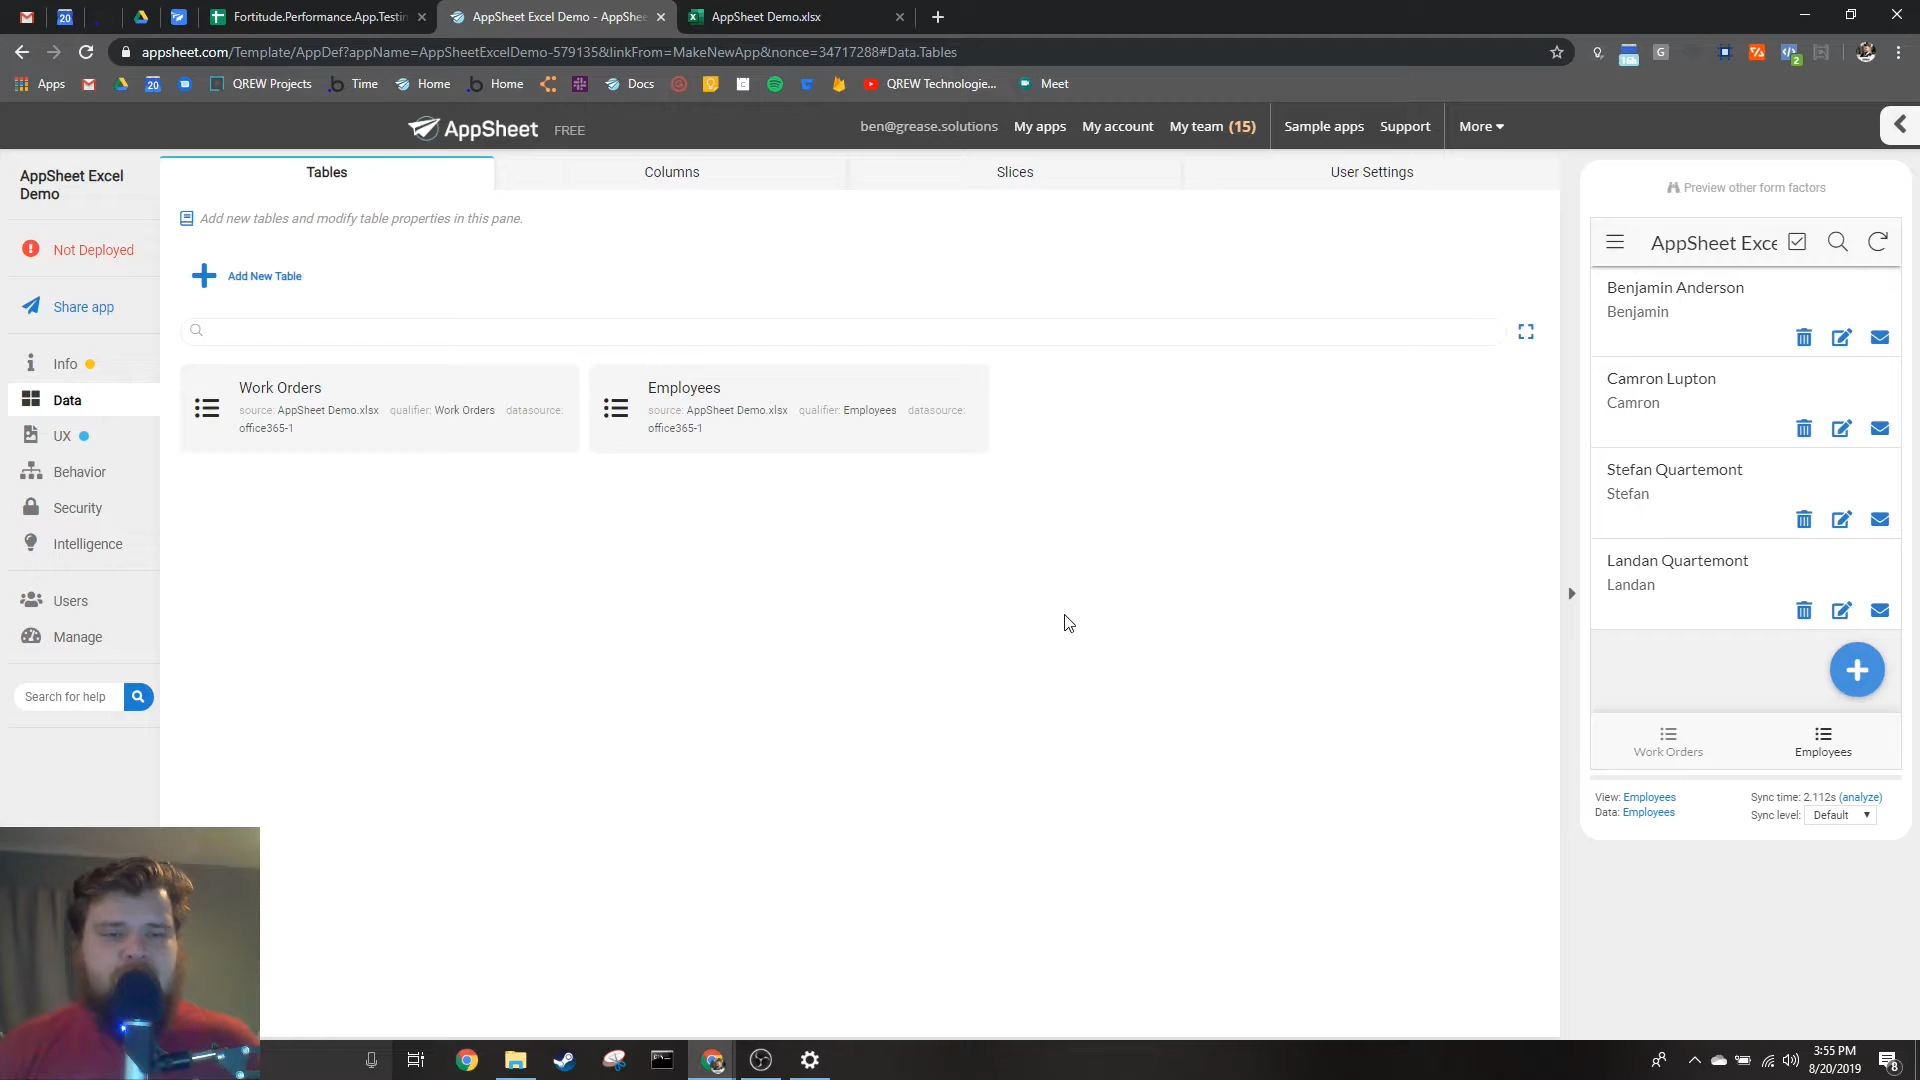 20
Fortitude.Performance.App.Testin
AppSheet Excel Demo - AppShe
AppSheet Demo.xlsx
appsheet.com/Template/AppDef?appName=AppSheetExcelDemo-579135&linkFrom=MakeNewApp&nonce=34717288#Data.Tables
16h
G
2
Apps
20
QREW Projects
Time
Home
Home
Docs
QREW Technologie...
Meet
AppSheet FREE
ben@grease.solutions
My apps
My account
My team (15)
Sample apps
Support
More
AppSheet Excel
Demo
Not Deployed
Share app
Info
Data
UX
Behavior
Security
Intelligence
Users
Manage
Search for help
Tables
Columns
Slices
User Settings
Add new tables and modify table properties in this pane.
Add New Table
Work Orders
source: AppSheet Demo.xlsx qualifier: Work Orders datasource:
office365-1
Employees
source: AppSheet Demo.xlsx qualifier: Employees datasource:
office365-1
Preview other form factors
AppSheet Exce
Benjamin Anderson
Benjamin
Camron Lupton
Camron
Stefan Quartemont
Stefan
Landan Quartemont
Landan
Work Orders
Employees
View: Employees
Data: Employees
Sync time: 2.112s (analyze)
Sync level: Default
3:55 PM
8/20/2019
8